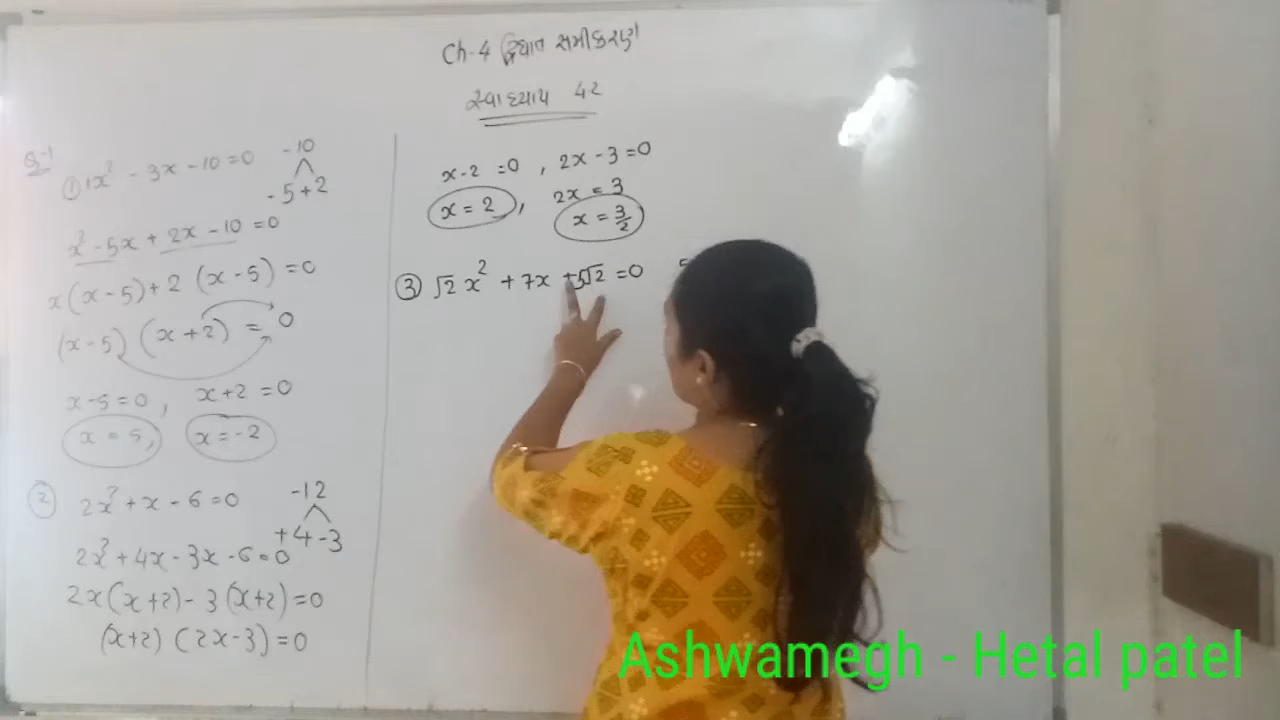 Ch-4 દ્વિઘાત સમીકરણ
સ્વાધ્યાય 4.2
Q-1
① 1x² - 3x - 10 = 0
-10
-5 +2
x² - 5x + 2x - 10 = 0
x(x-5) + 2(x-5) = 0
(x-5) (x+2) = 0
x-5 = 0, x+2 = 0
x = 5, x = -2
② 2x² + x - 6 = 0
-12
+4 -3
2x² + 4x - 3x - 6 = 0
2x(x+2) - 3(x+2) = 0
(x+2) (2x-3) = 0
x-2 = 0, 2x-3 = 0
2x = 3
x = 2, x = 3/2
③ √2 x² + 7x + 5√2 = 0
Ashwamegh - Hetal patel